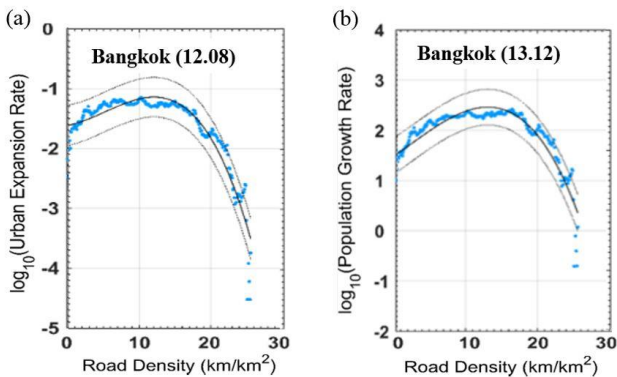 (a)
Bangkok (12.08)
log10(Urban Expansion Rate)
0
-1
-2
-3
-4
-5
0 10 20 30
Road Density (km/km²)
(b)
Bangkok (13.12)
log10(Population Growth Rate)
4
3
2
1
0
-1
-2
0 10 20 30
Road Density (km/km²)